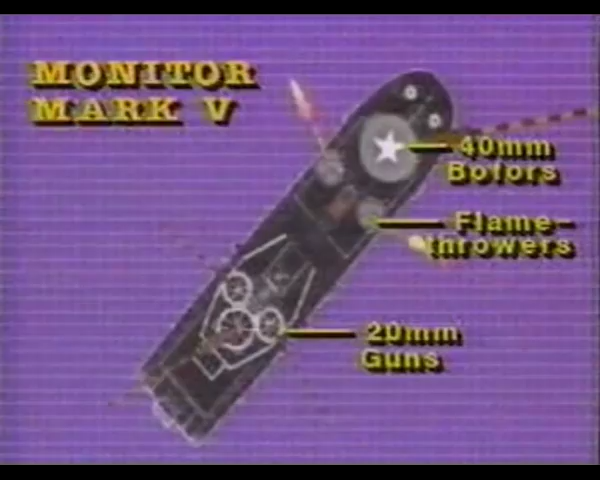 MONITOR
MARK V
40mm
Bofors
Flame-
throwers
20mm
Guns